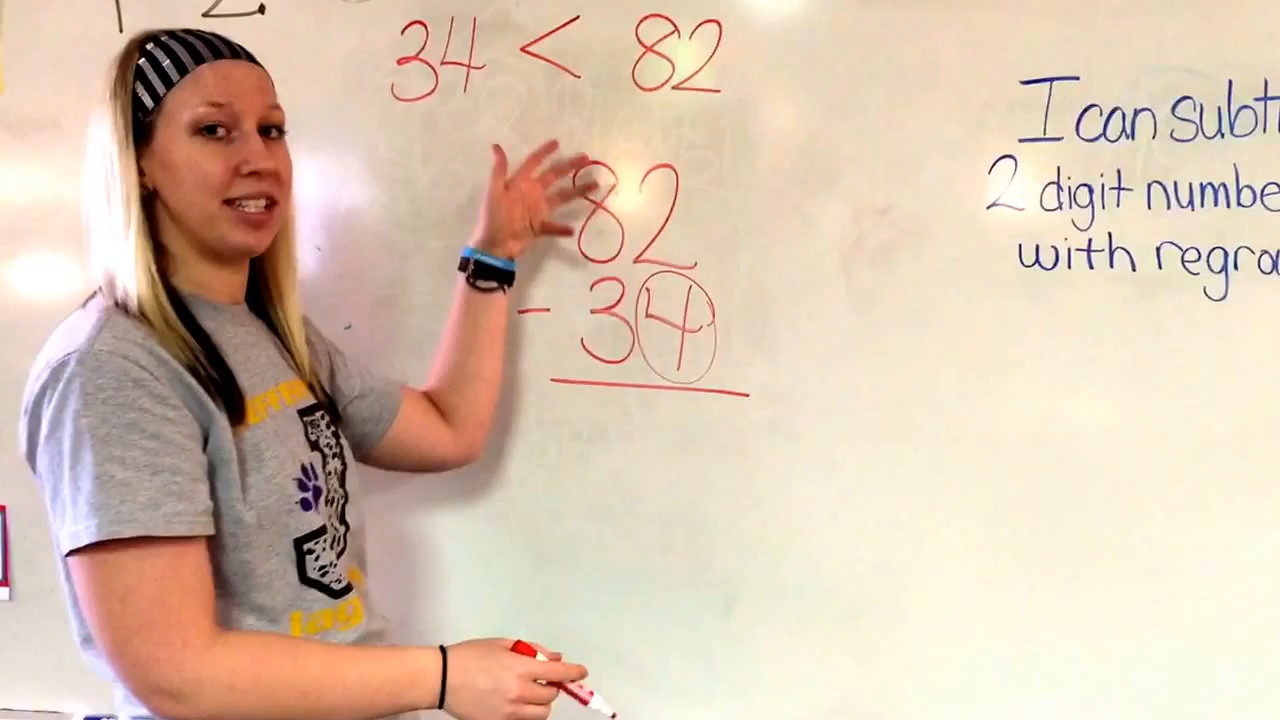 34 < 82
82
- 34
I can subt
2 digit numbe
with regro